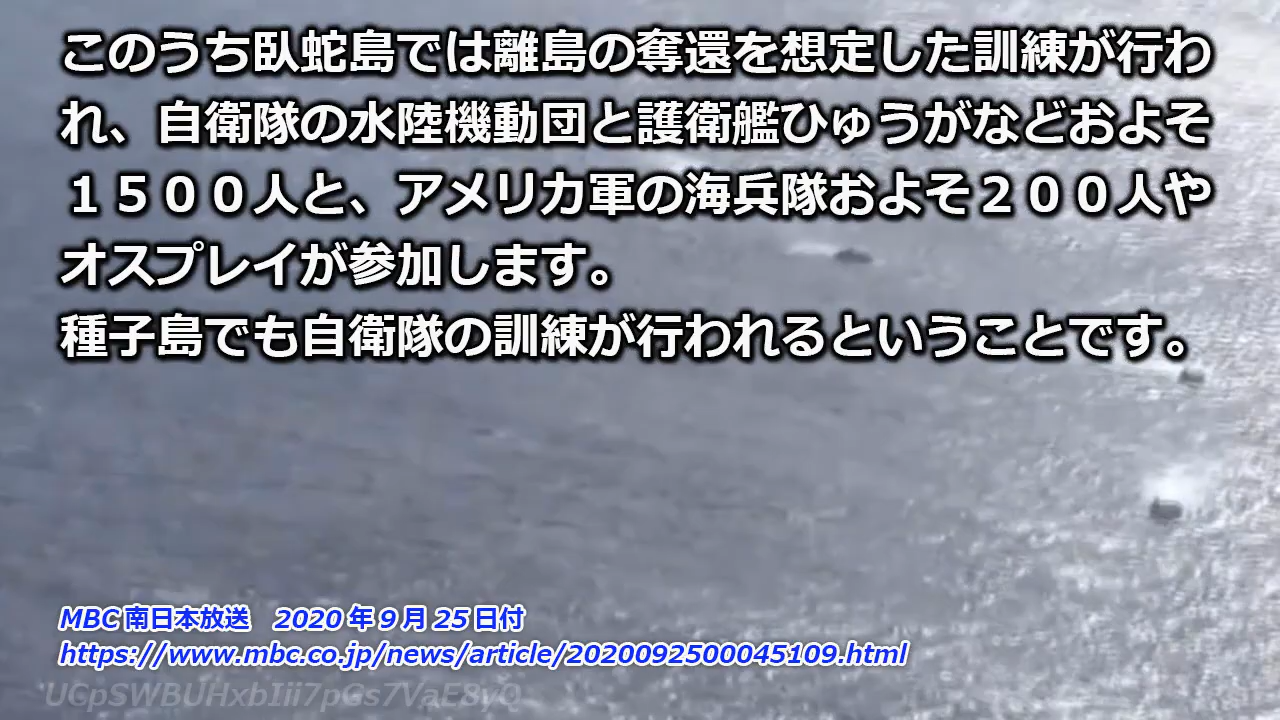 このうち臥蛇島では離島の奪還を想定した訓練が行わ
れ、自衛隊の水陸機動団と護衛艦ひゅうがなどおよそ
１５００人と、アメリカ軍の海兵隊およそ２００人や
オスプレイが参加します。
種子島でも自衛隊の訓練が行われるということです。
MBC南日本放送　2020年9月25日付
https://www.mbc.co.jp/news/article/2020092500045109.html
UCpSWBUHxbIii7pGs7VaE8yQ